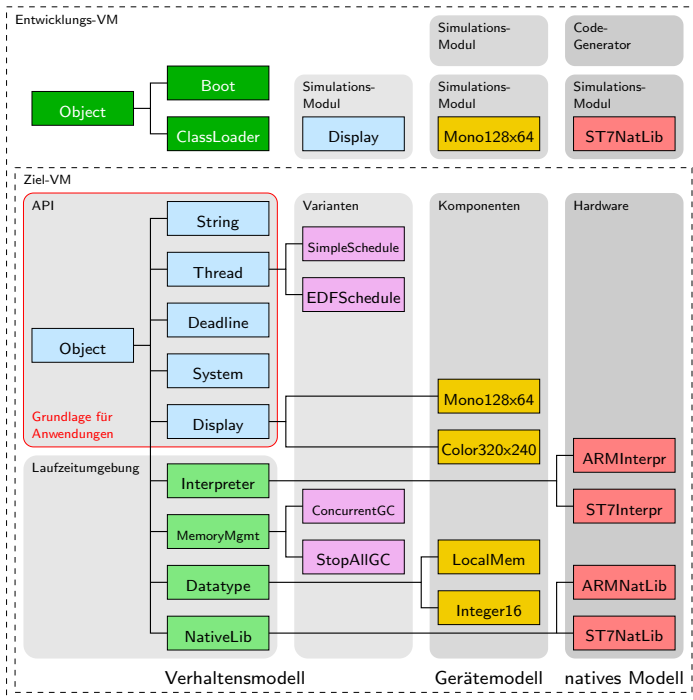 Entwicklungs-VM
Simulations-
Modul
Code-
Generator
Object
Boot
ClassLoader
Simulations-
Modul
Display
Simulations-
Modul
Mono128x64
Simulations-
Modul
ST7NatLib
Ziel-VM
API
Varianten
Komponenten
Hardware
String
SimpleSchedule
Thread
EDFSchedule
Deadline
Object
System
Mono128x64
Grundlage für
Anwendungen
Display
Color320x240
Laufzeitumgebung
ARMInterpr
Interpreter
ConcurrentGC
ST7Interpr
MemoryMgmt
StopAllGC
LocalMem
Datatype
ARMNatLib
Integer16
NativeLib
ST7NatLib
Verhaltensmodell
Gerätemodell
natives Modell